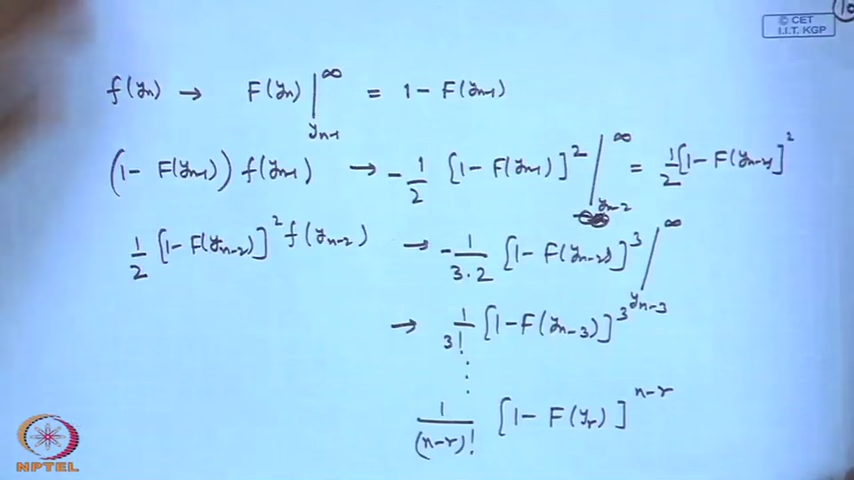 10
© CET
I.I.T. KGP
f(yn) → F(yn) |_{yn-1}^{∞} = 1 - F(yn-1)
(1 - F(yn-1)) f(yn-1) → - 1/2 [1 - F(yn-1)]^2 |_{yn-2}^{∞} = 1/2 [1 - F(yn-2)]^2
1/2 [1 - F(yn-2)]^2 f(yn-2) → - 1/3·2 [1 - F(yn-2)]^3 |_{yn-3}^{∞}
→ 1/3! [1 - F(yn-3)]^3
⋮
1/(n-r)! [1 - F(yr)]^{n-r}
NPTEL